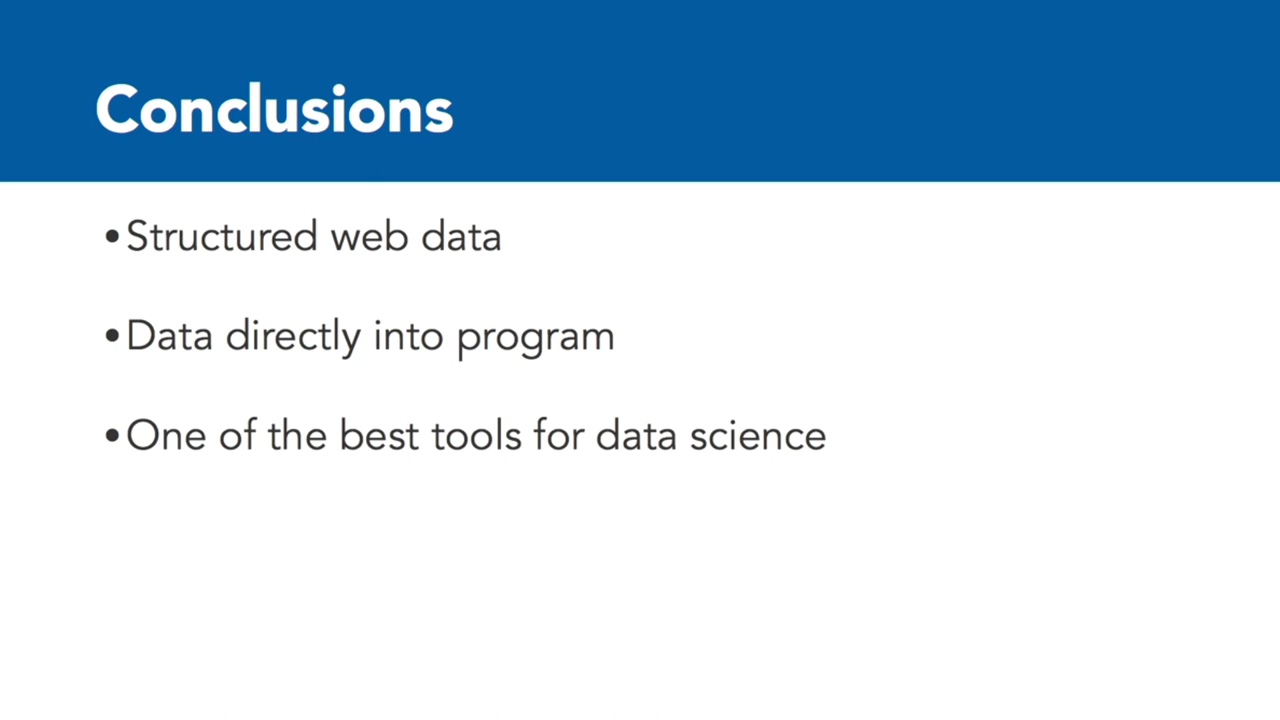 Conclusions
•Structured web data
•Data directly into program
•One of the best tools for data science